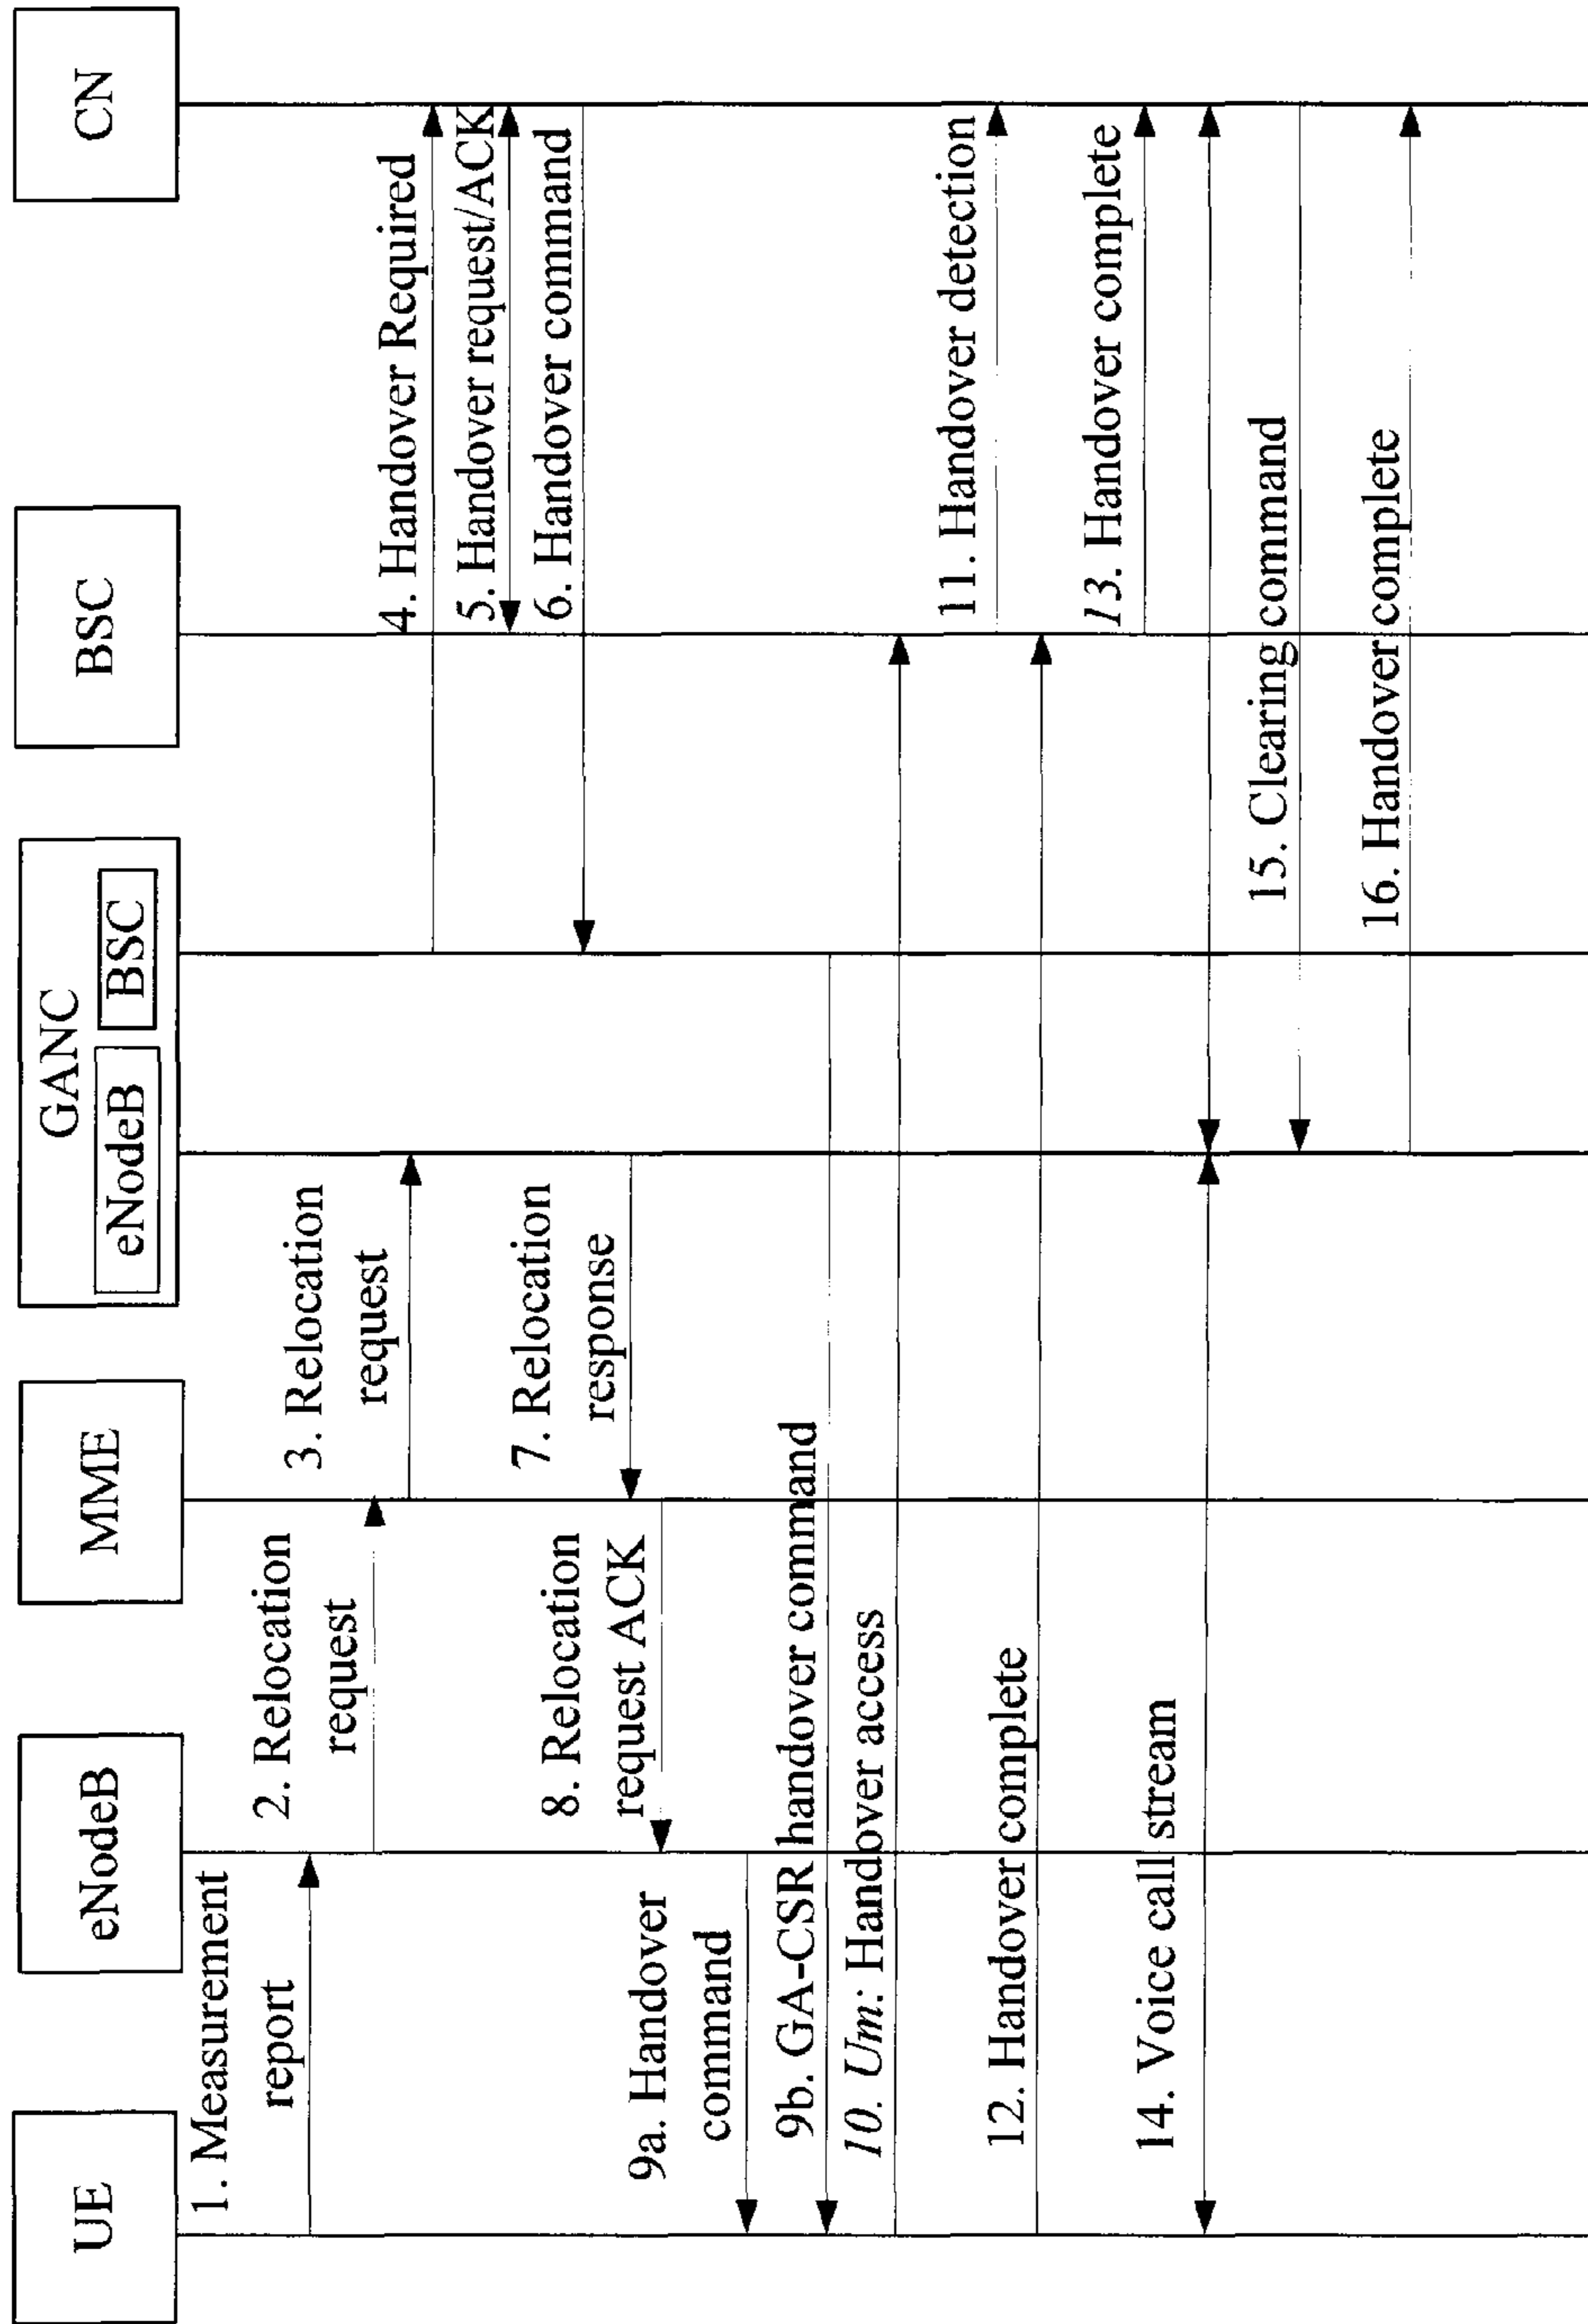 UE
eNodeB
MME
GANC
eNodeB
BSC
BSC
CN
1. Measurement
report
2. Relocation
request
3. Relocation
request
4. Handover Required
5. Handover request/ACK
6. Handover command
7. Relocation
response
8. Relocation
request ACK
9a. Handover
command
9b. GA-CSR handover command
10. Um: Handover access
11. Handover detection
12. Handover complete
13. Handover complete
14. Voice call stream
15. Clearing command
16. Handover complete